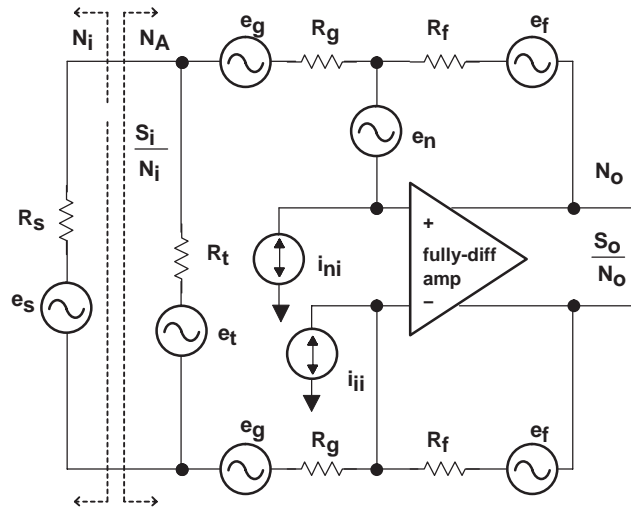 Ni NA eg Rg Rf ef
Si
Ni
en
No
Rs
Rt
ini
+
fully-diff
amp
−
So
No
es
et
iii
eg Rg Rf ef